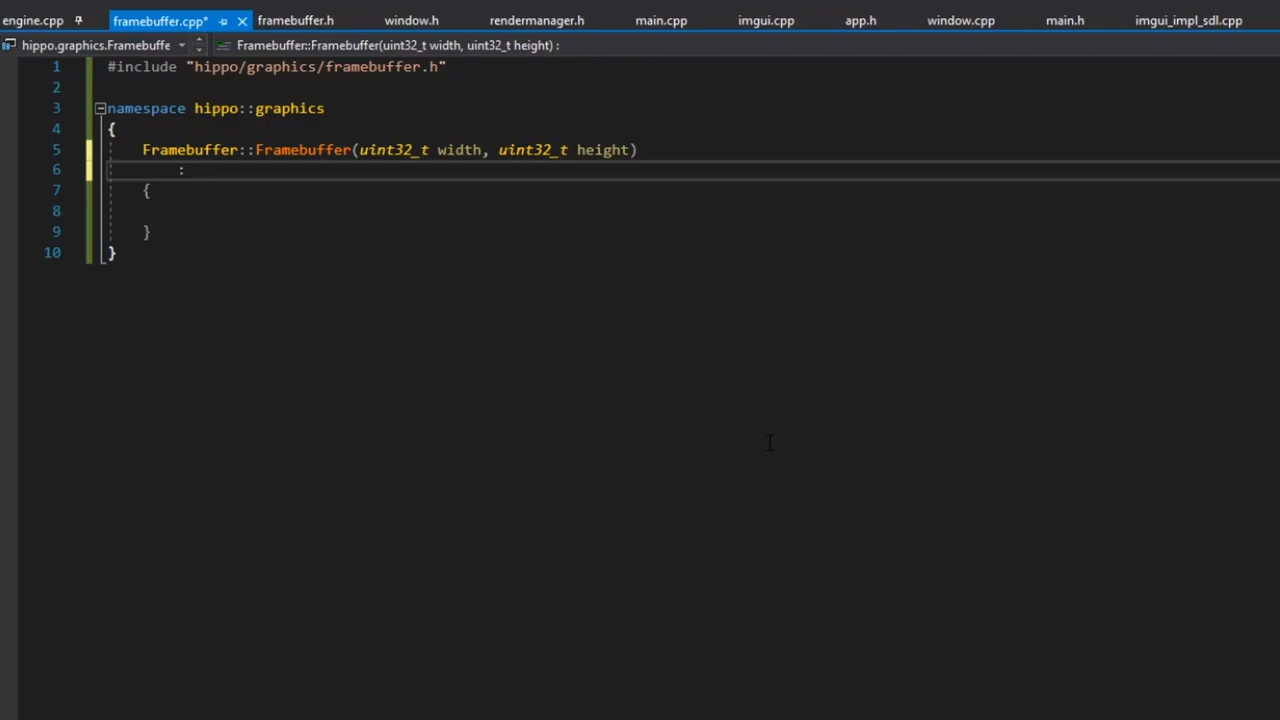 engine.cpp framebuffer.cpp* framebuffer.h window.h rendermanager.h main.cpp imgui.cpp app.h window.cpp main.h imgui_impl_sdl.cpp
hippo.graphics.Framebuffe Framebuffer::Framebuffer(uint32_t width, uint32_t height) :
1 #include "hippo/graphics/framebuffer.h"
2
3 namespace hippo::graphics
4 {
5 Framebuffer::Framebuffer(uint32_t width, uint32_t height)
6 :
7 {
8
9 }
10 }